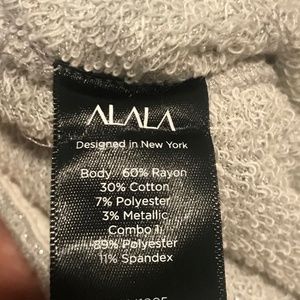 ALALA
Designed in New York
Body 60% Rayon
30% Cotton
7% Polyester
3% Metallic
Combo 1:
89% Polyester
11% Spandex